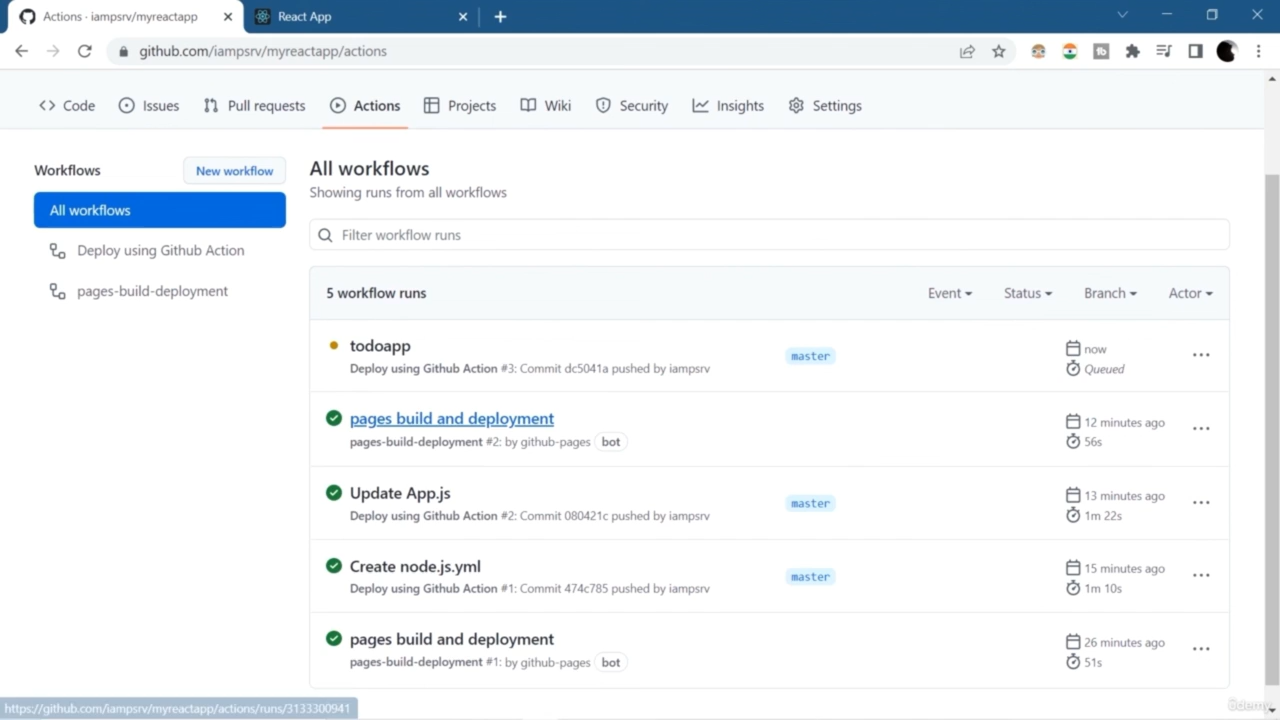 Actions · iampsrv/myreactapp
React App
github.com/iampsrv/myreactapp/actions
Code Issues Pull requests Actions Projects Wiki Security Insights Settings
Workflows
New workflow
All workflows
Deploy using Github Action
pages-build-deployment
All workflows
Showing runs from all workflows
Filter workflow runs
5 workflow runs Event Status Branch Actor
todoapp
Deploy using Github Action #3: Commit dc5041a pushed by iampsrv
master
now
Queued
pages build and deployment
pages-build-deployment #2: by github-pages bot
12 minutes ago
56s
Update App.js
Deploy using Github Action #2: Commit 080421c pushed by iampsrv
master
13 minutes ago
1m 22s
Create node.js.yml
Deploy using Github Action #1: Commit 474c785 pushed by iampsrv
master
15 minutes ago
1m 10s
pages build and deployment
pages-build-deployment #1: by github-pages bot
26 minutes ago
51s
https://github.com/iampsrv/myreactapp/actions/runs/3133300941
ûdemy